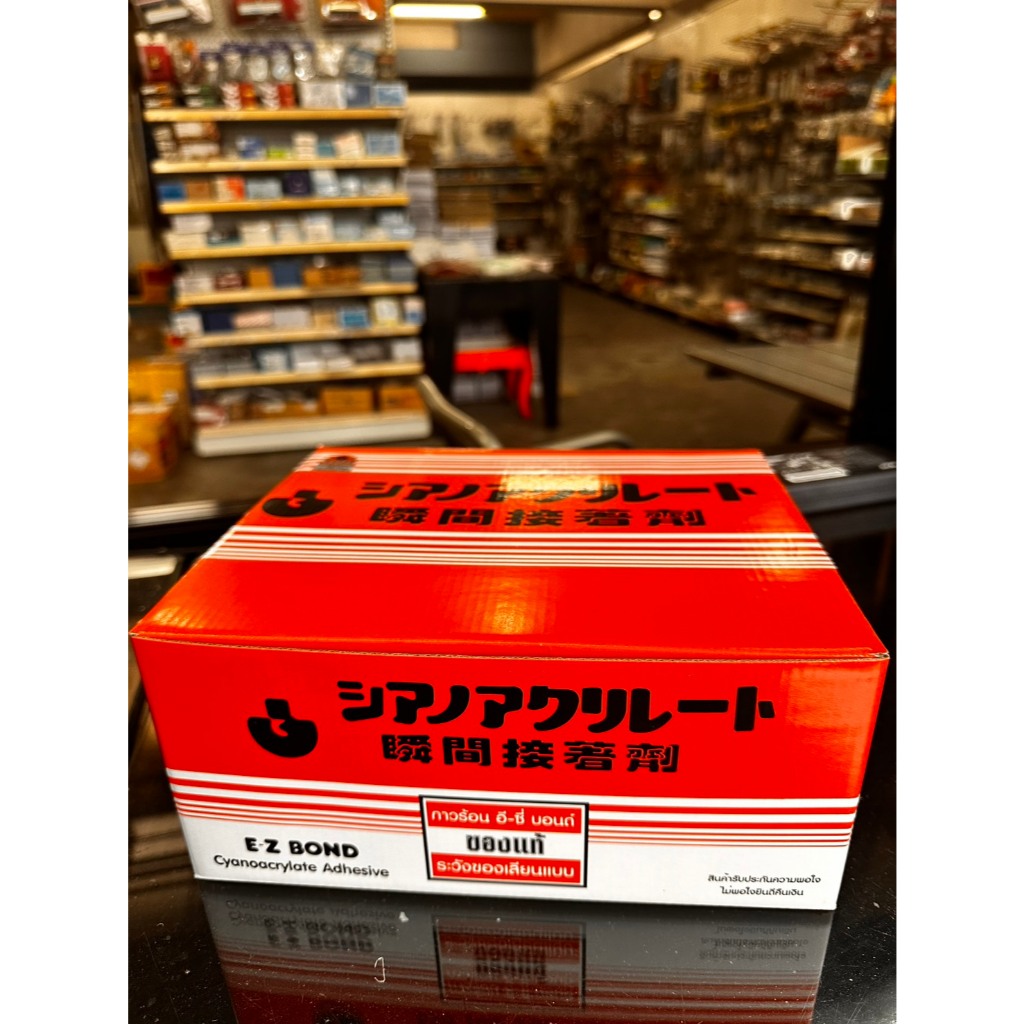 シアノアクリレート
瞬間接着剤
シアノアクリレート
瞬間接着剤
E-Z BOND
Cyanoacrylate Adhesive
กาวร้อน อี-ซี่ บอนด์
ของแท้
ระวังของเลียนแบบ
สินค้ารับประกันความพอใจ
ไม่พอใจยินดีคืนเงิน